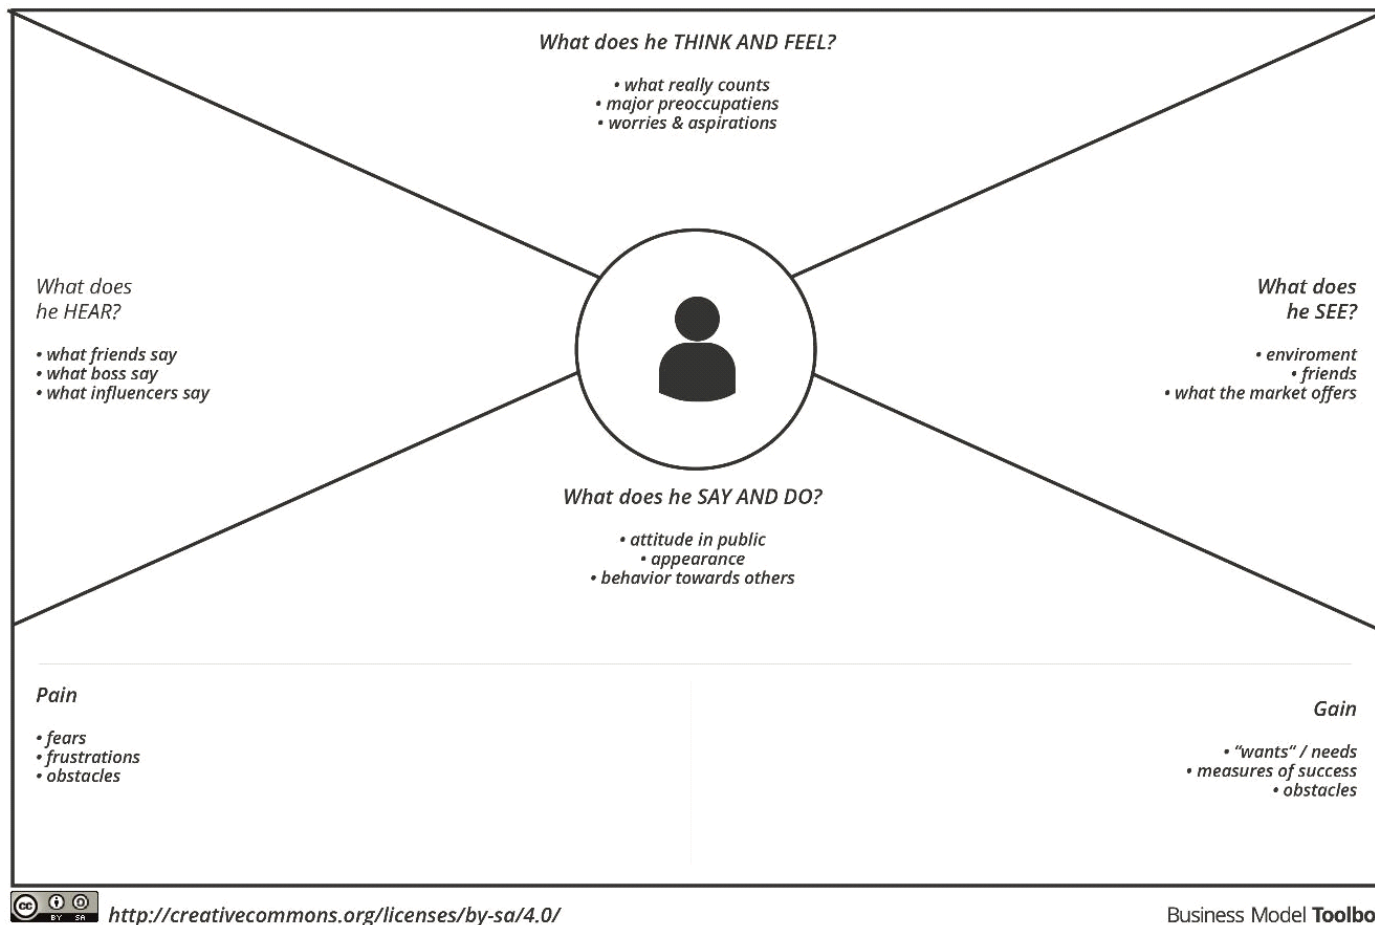 What does he THINK AND FEEL?
• what really counts
• major preoccupatiens
• worries & aspirations
What does
he HEAR?
• what friends say
• what boss say
• what influencers say
What does
he SEE?
• enviroment
• friends
• what the market offers
What does he SAY AND DO?
• attitude in public
• appearance
• behavior towards others
Pain
• fears
• frustrations
• obstacles
Gain
• “wants“ / needs
• measures of success
• obstacles
cc BY SA
http://creativecommons.org/licenses/by-sa/4.0/
Business Model Toolbo